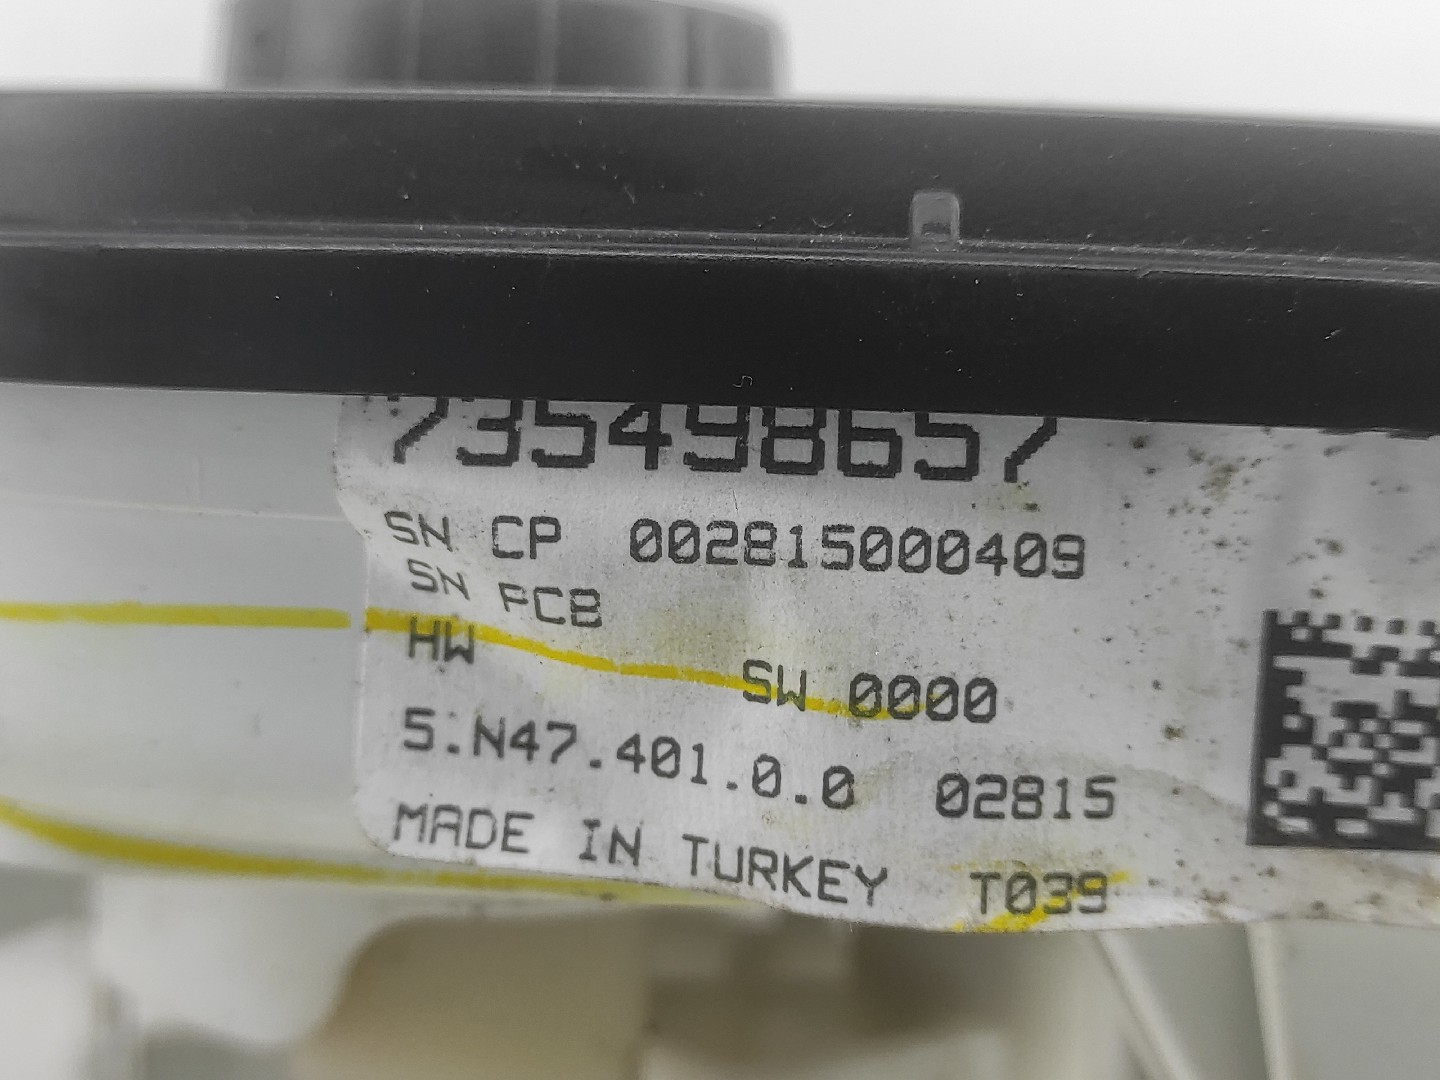 735498657
SN CP 002815000409
SN PCB
HW SW 0000
5.N47.401.0.0 02815
MADE IN TURKEY T039